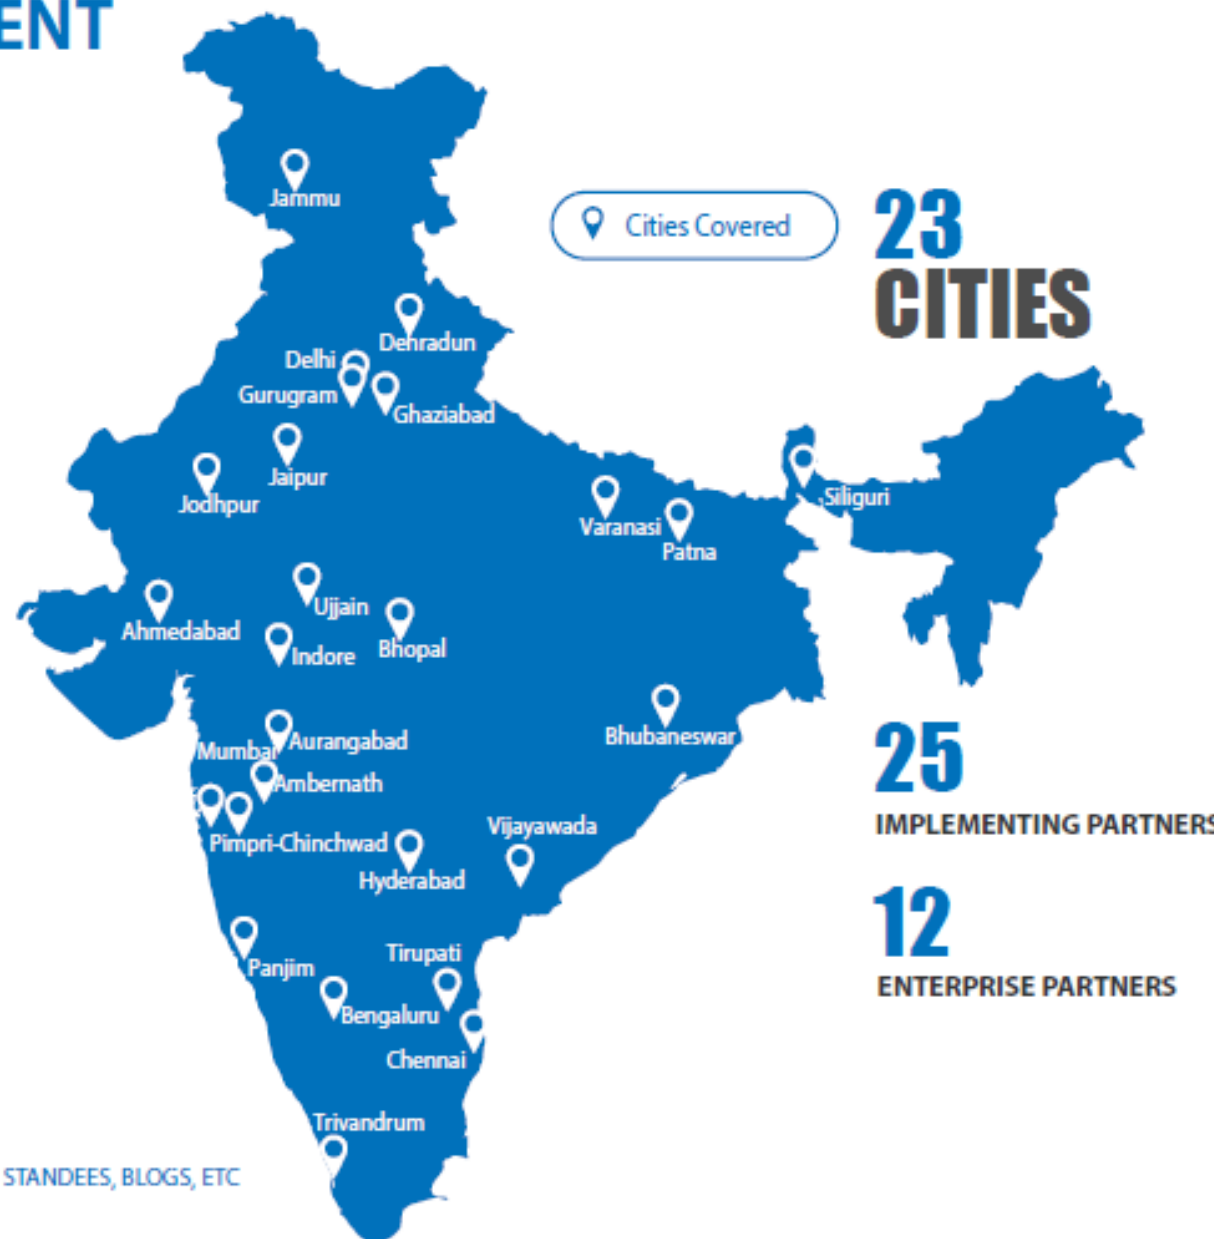 ENT
Jammu
Cities Covered
23
CITIES
Dehradun
Delhi
Gurugram
Ghaziabad
Jaipur
Jodhpur
Siliguri
Varanasi
Patna
Ujjain
Ahmedabad
Bhopal
Indore
Bhubaneswar
Aurangabad
Mumbai
Ambernath
25
IMPLEMENTING PARTNERS
Vijayawada
Pimpri-Chinchwad
Hyderabad
12
ENTERPRISE PARTNERS
Tirupati
Panjim
Bengaluru
Chennai
Trivandrum
STANDEES, BLOGS, ETC